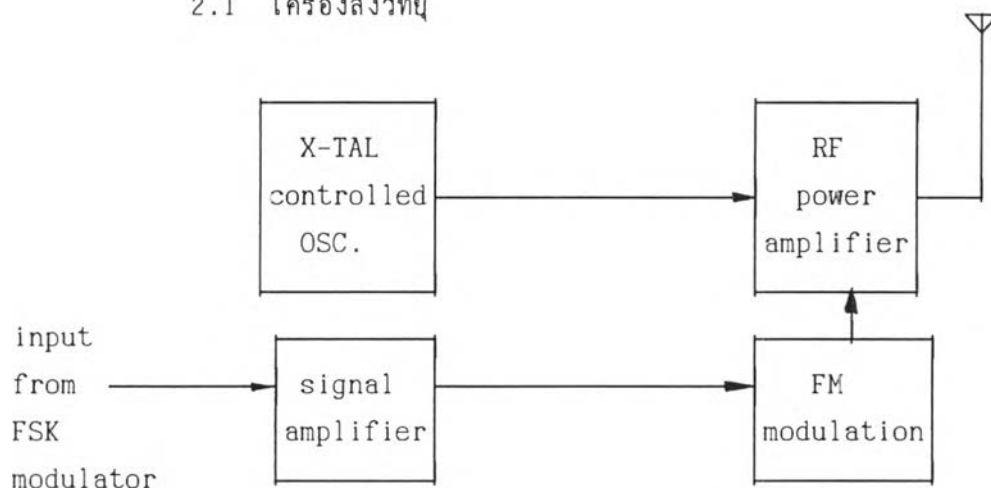 2.1 เครื่องส่งวิทยุ
X-TAL
controlled
OSC.
RF
power
amplifier
input
from
FSK
modulator
signal
amplifier
FM
modulation